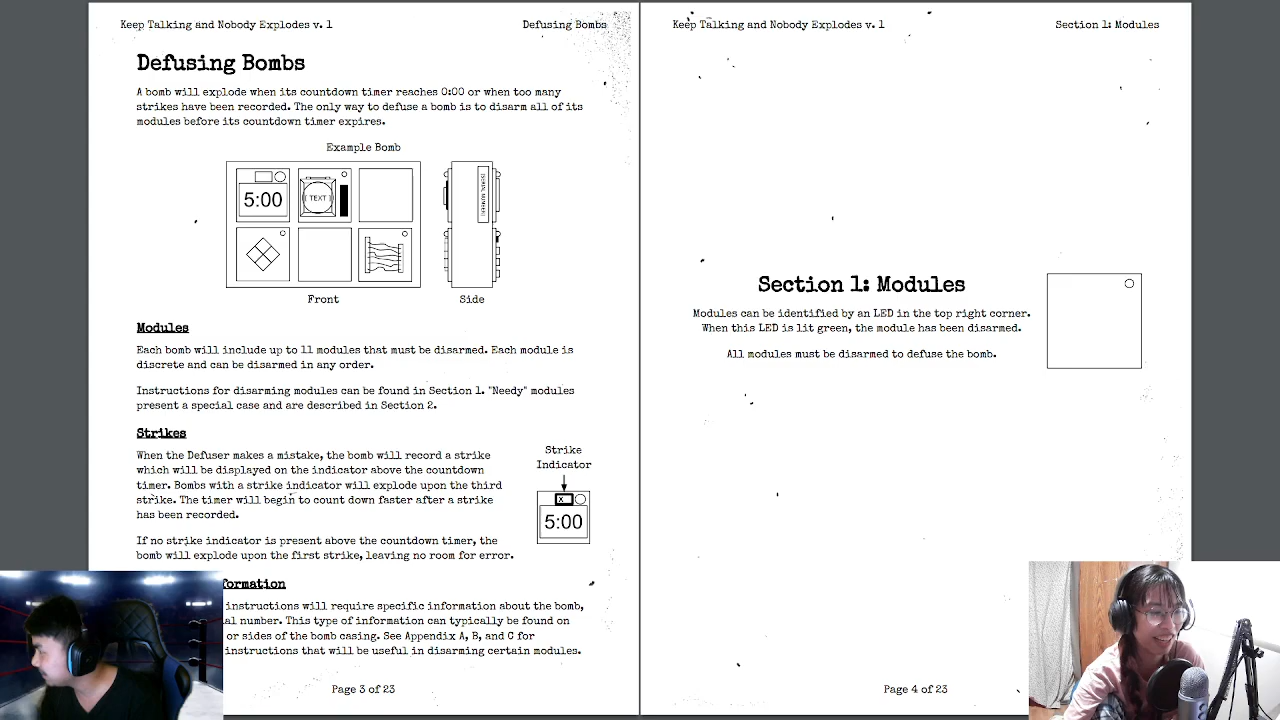 Keep Talking and Nobody Explodes v. 1
Defusing Bombs
Defusing Bombs
A bomb will explode when its countdown timer reaches 0:00 or when too many
strikes have been recorded. The only way to defuse a bomb is to disarm all of its
modules before its countdown timer expires.
Example Bomb
5:00
[ TEXT ]
[SERIAL NUMBER]
Front
Side
Modules
Each bomb will include up to 11 modules that must be disarmed. Each module is
discrete and can be disarmed in any order.
Instructions for disarming modules can be found in Section 1. "Needy" modules
present a special case and are described in Section 2.
Strikes
When the Defuser makes a mistake, the bomb will record a strike
which will be displayed on the indicator above the countdown
timer. Bombs with a strike indicator will explode upon the third
strike. The timer will begin to count down faster after a strike
has been recorded.
If no strike indicator is present above the countdown timer, the
bomb will explode upon the first strike, leaving no room for error.
Strike
Indicator
X
5:00
formation
instructions will require specific information about the bomb,
al number. This type of information can typically be found on
or sides of the bomb casing. See Appendix A, B, and C for
instructions that will be useful in disarming certain modules.
Page 3 of 23
Keep Talking and Nobody Explodes v. 1
Section 1: Modules
Section 1: Modules
Modules can be identified by an LED in the top right corner.
When this LED is lit green, the module has been disarmed.
All modules must be disarmed to defuse the bomb.
Page 4 of 23